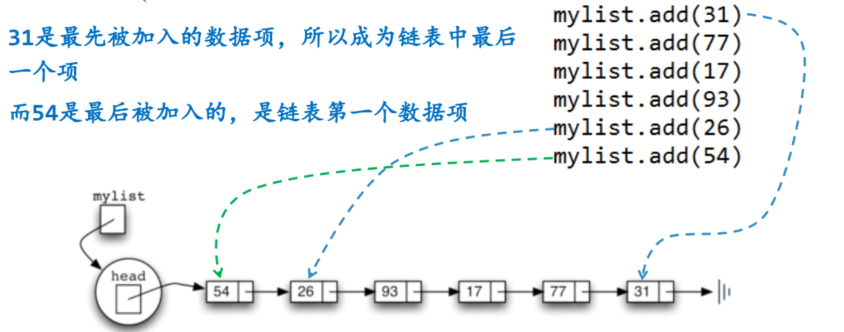 31是最先被加入的数据项，所以成为链表中最后
一个项
而54是最后被加入的，是链表第一个数据项
mylist.add(31)
mylist.add(77)
mylist.add(17)
mylist.add(93)
mylist.add(26)
mylist.add(54)
mylist
head
54 26 93 17 77 31